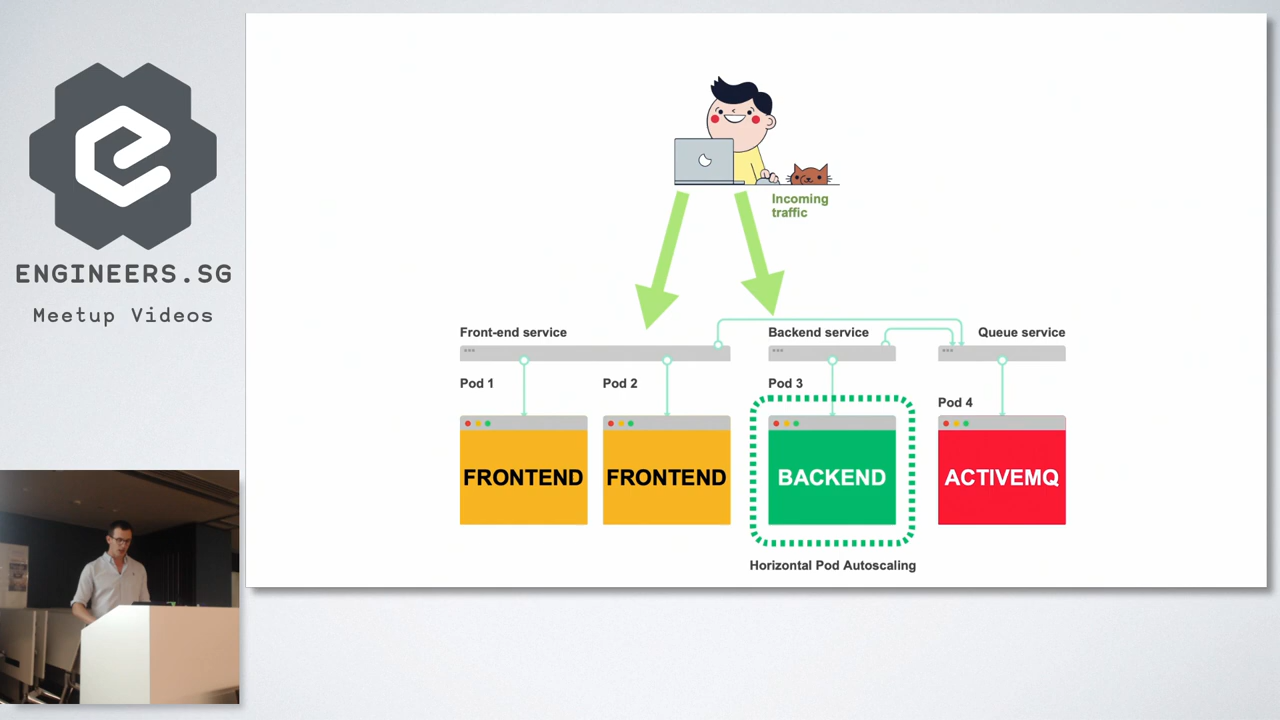 ENGINEERS.SG
Meetup Videos
Incoming
traffic
Front-end service
Backend service
Queue service
Pod 1
Pod 2
Pod 3
Pod 4
FRONTEND
FRONTEND
BACKEND
ACTIVEMQ
Horizontal Pod Autoscaling